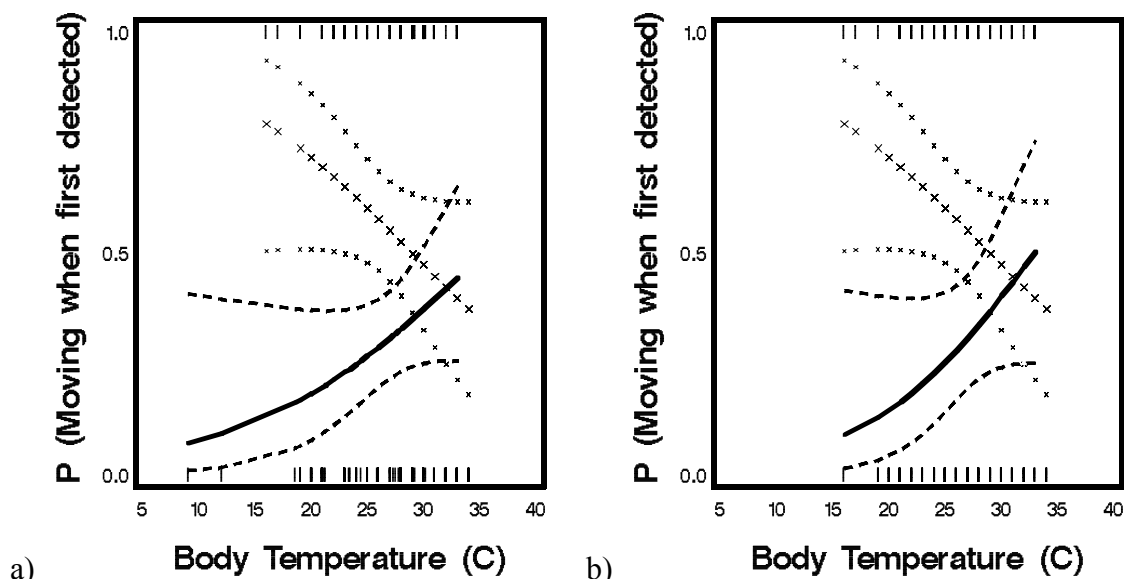 P (Moving when first detected)
1.0
0.5
0.0
5 10 15 20 25 30 35 40
Body Temperature (C)
a)
P (Moving when first detected)
1.0
0.5
0.0
5 10 15 20 25 30 35 40
Body Temperature (C)
b)